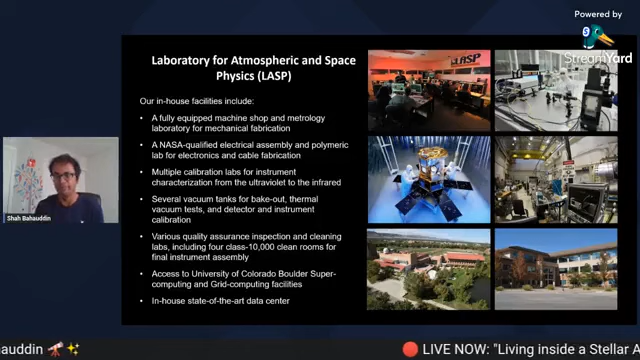 Powered by
StreamYard
Laboratory for Atmospheric and Space
Physics (LASP)
Our in-house facilities include:
• A fully equipped machine shop and metrology
laboratory for mechanical fabrication
• A NASA-qualified electrical assembly and polymeric
lab for electronics and cable fabrication
• Multiple calibration labs for instrument
characterization from the ultraviolet to the infrared
• Several vacuum tanks for bake-out, thermal
vacuum tests, and detector and instrument
calibration
• Various quality assurance inspection and cleaning
labs, including four class-10,000 clean rooms for
final instrument assembly
• Access to University of Colorado Boulder Super-
computing and Grid-computing facilities
• In-house state-of-the-art data center
LASP
Shah Bahauddin
auddin 🔭✨ 🔴 LIVE NOW: "Living inside a Stellar A